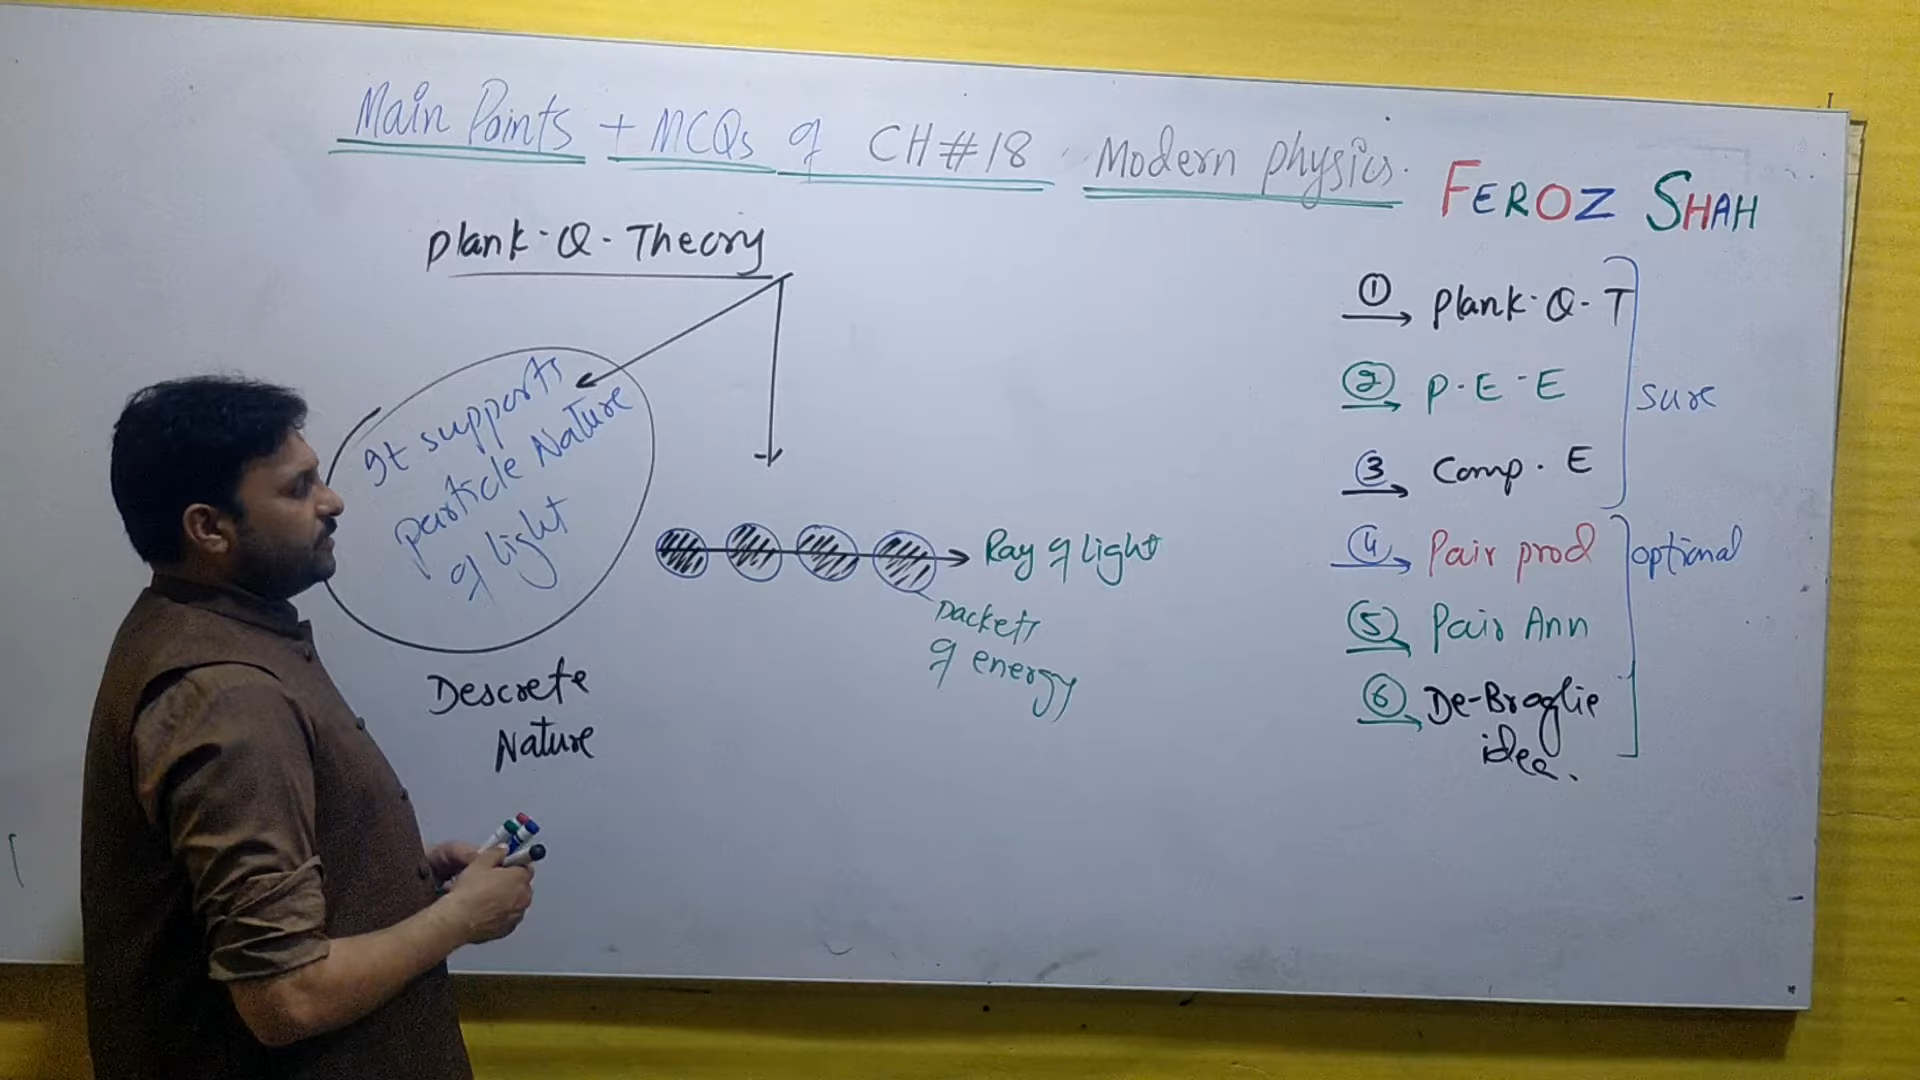 Main Points + MCQs of CH#18 Modern physics.
FEROZ SHAH
Plank-Q-Theory
It supports
particle Nature
of light
Descrete
Nature
Ray of light
Packets
of energy
① Plank-Q-T
② P-E-E
③ Comp. E
sure
④ Pair prod
⑤ Pair Ann
⑥ De-Broglie
idea.
optional